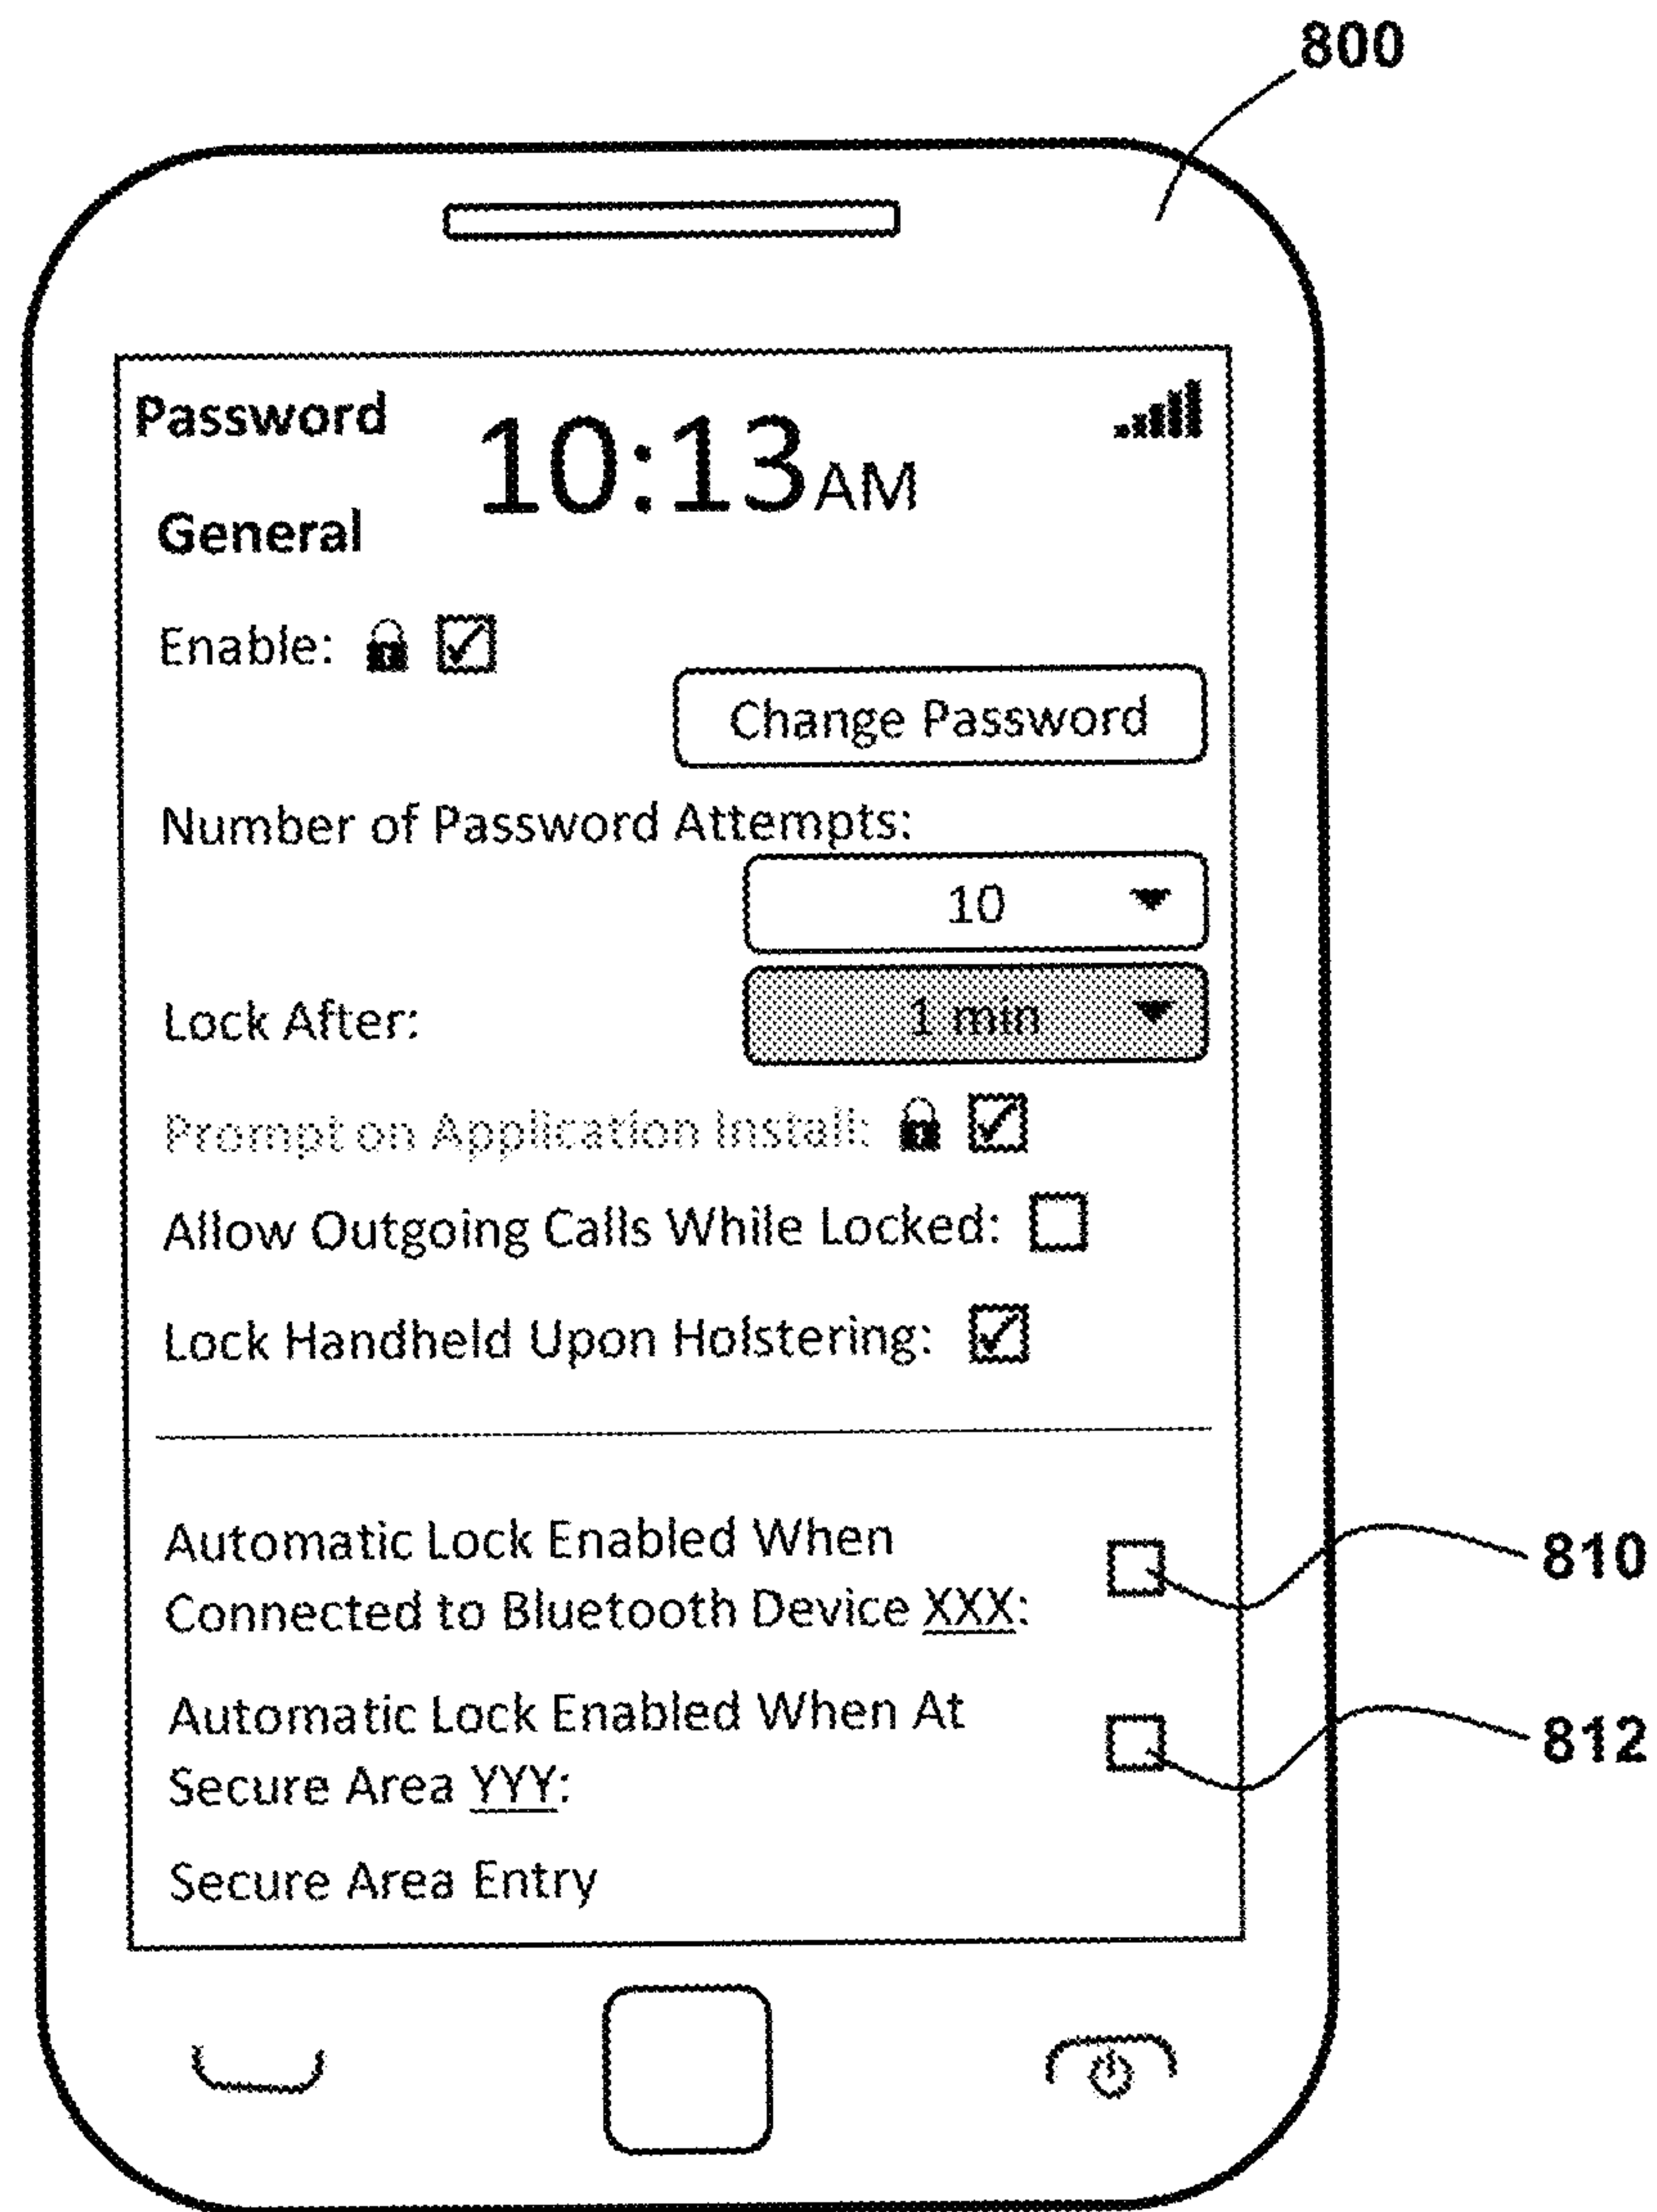 800
Password
10:13AM
General
Enable:
Change Password
Number of Password Attempts:
10
Lock After:
1 min
Prompt on Application Install:
Allow Outgoing Calls While Locked:
Lock Handheld Upon Holstering:
Automatic Lock Enabled When
Connected to Bluetooth Device XXX:
810
Automatic Lock Enabled When At
Secure Area YYY:
812
Secure Area Entry